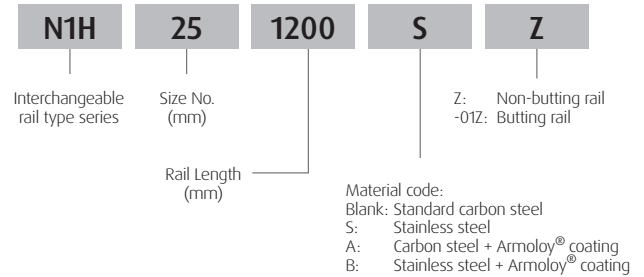 N1H 25 1200 S Z
Interchangeable
rail type series
Size No.
(mm)
Z: Non-butting rail
-01Z: Butting rail
Rail Length
(mm)
Material code:
Blank: Standard carbon steel
S: Stainless steel
A: Carbon steel + Armoloy® coating
B: Stainless steel + Armoloy® coating